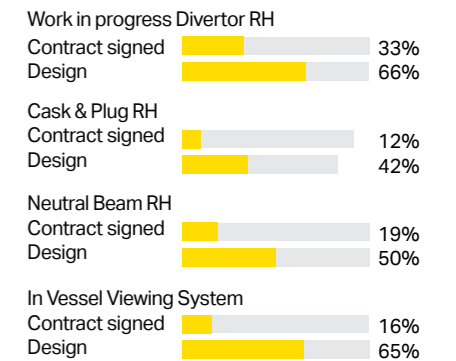 Work in progress Divertor RH
Contract signed 33%
Design 66%
Cask & Plug RH
Contract signed 12%
Design 42%
Neutral Beam RH
Contract signed 19%
Design 50%
In Vessel Viewing System
Contract signed 16%
Design 65%